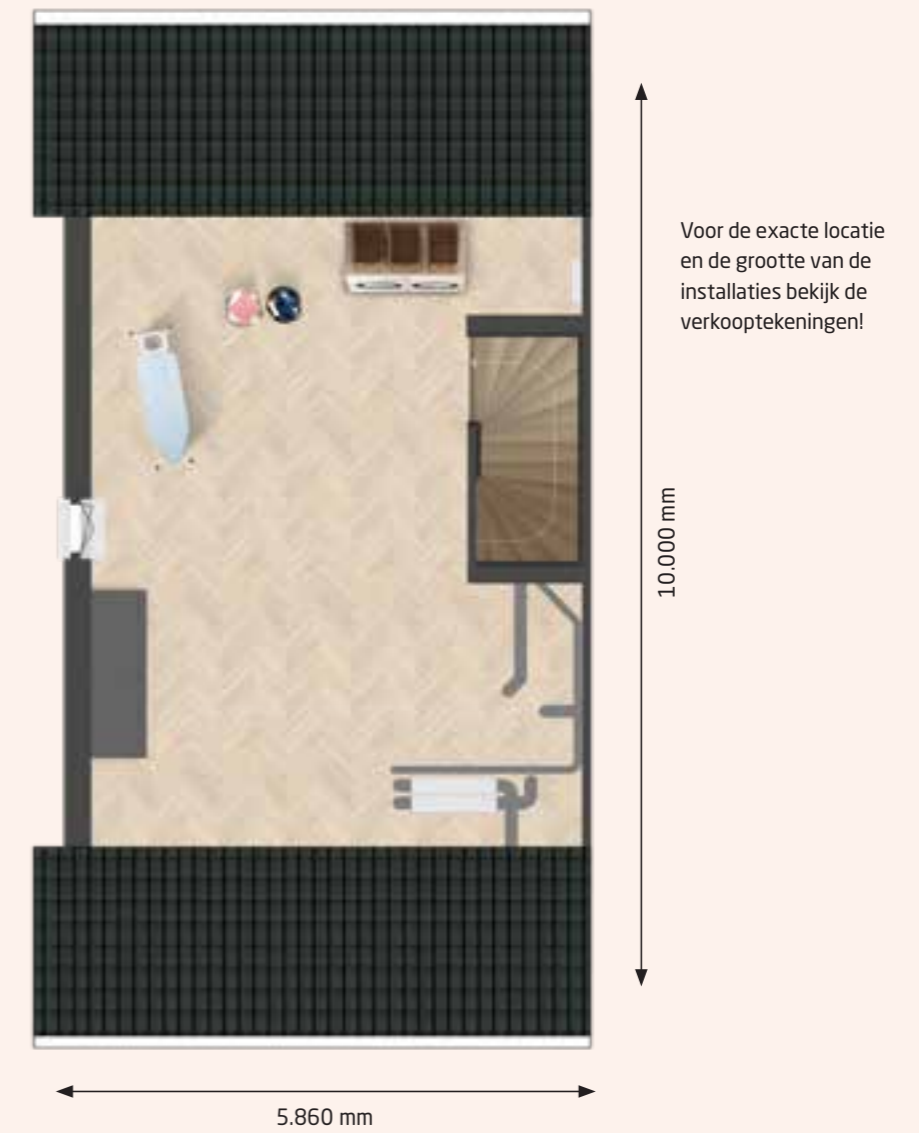 Voor de exacte locatie
en de grootte van de
installaties bekijk de
verkooptekeningen!
10.000 mm
5.860 mm